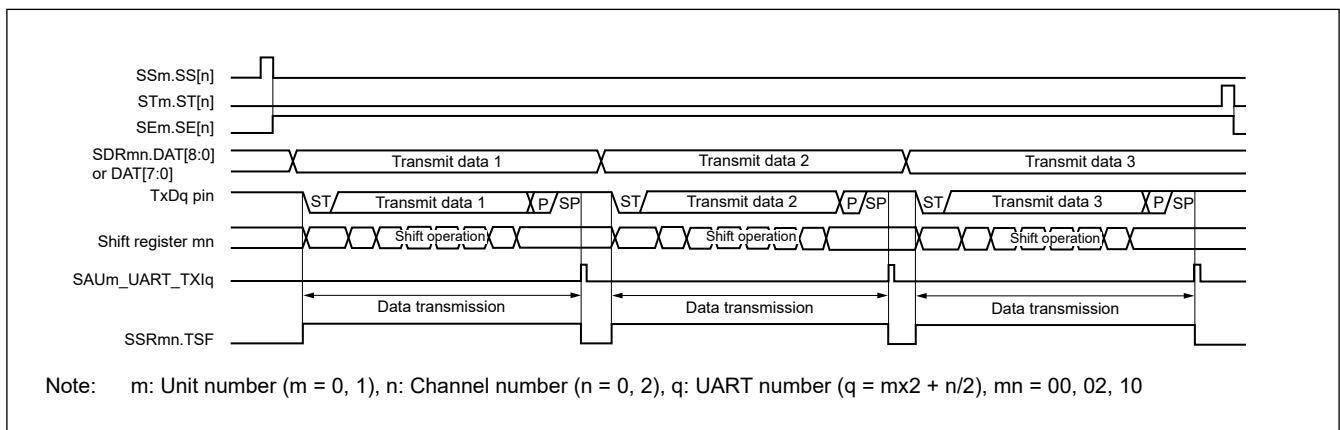 SSm.SS[n]
STm.ST[n]
SEm.SE[n]
SDRmn.DAT[8:0]
or DAT[7:0]
Transmit data 1 Transmit data 2 Transmit data 3
TxDq pin
ST Transmit data 1 P SP ST Transmit data 2 P SP ST Transmit data 3 P SP
Shift register mn
Shift operation Shift operation Shift operation
SAUm_UART_TXIq
Data transmission Data transmission Data transmission
SSRmn.TSF
Note: m: Unit number (m = 0, 1), n: Channel number (n = 0, 2), q: UART number (q = mx2 + n/2), mn = 00, 02, 10